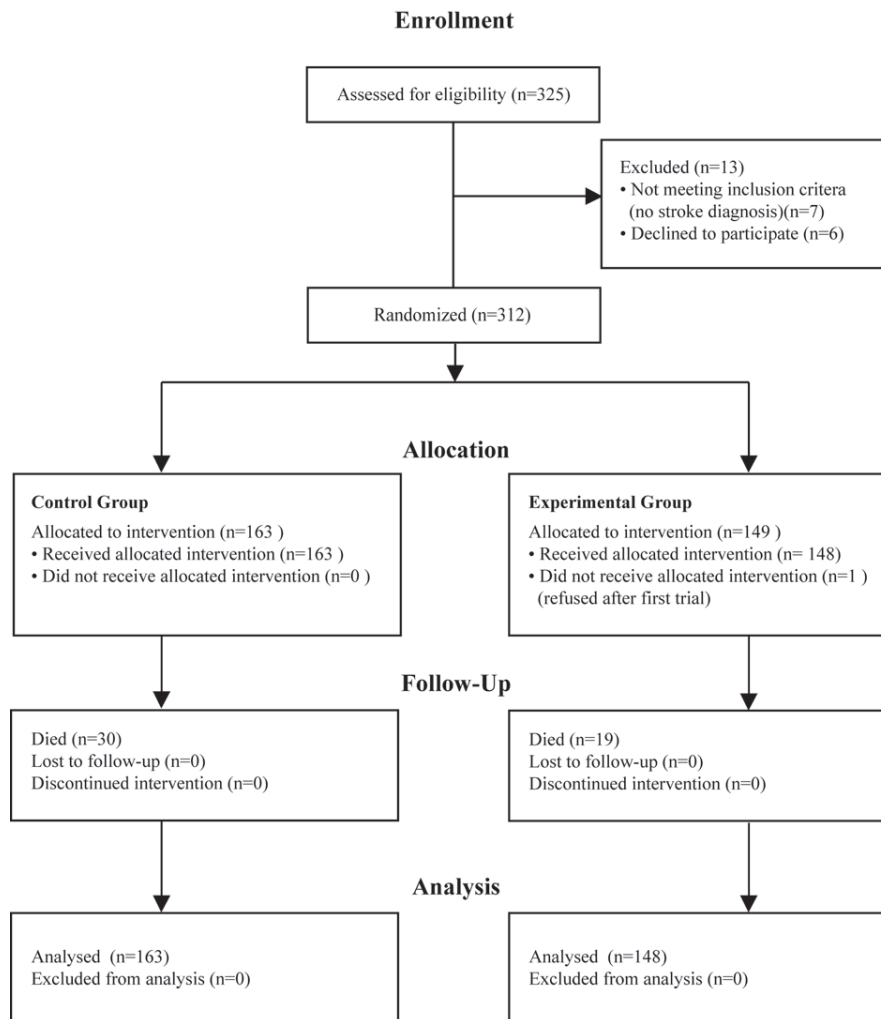 Enrollment
Assessed for eligibility (n=325)
Excluded (n=13)
• Not meeting inclusion critera
(no stroke diagnosis)(n=7)
• Declined to participate (n=6)
Randomized (n=312)
Allocation
Control Group
Allocated to intervention (n=163 )
• Received allocated intervention (n=163 )
• Did not receive allocated intervention (n=0 )
Experimental Group
Allocated to intervention (n=149 )
• Received allocated intervention (n= 148)
• Did not receive allocated intervention (n=1 )
(refused after first trial)
Follow-Up
Died (n=30)
Lost to follow-up (n=0)
Discontinued intervention (n=0)
Died (n=19)
Lost to follow-up (n=0)
Discontinued intervention (n=0)
Analysis
Analysed (n=163)
Excluded from analysis (n=0)
Analysed (n=148)
Excluded from analysis (n=0)